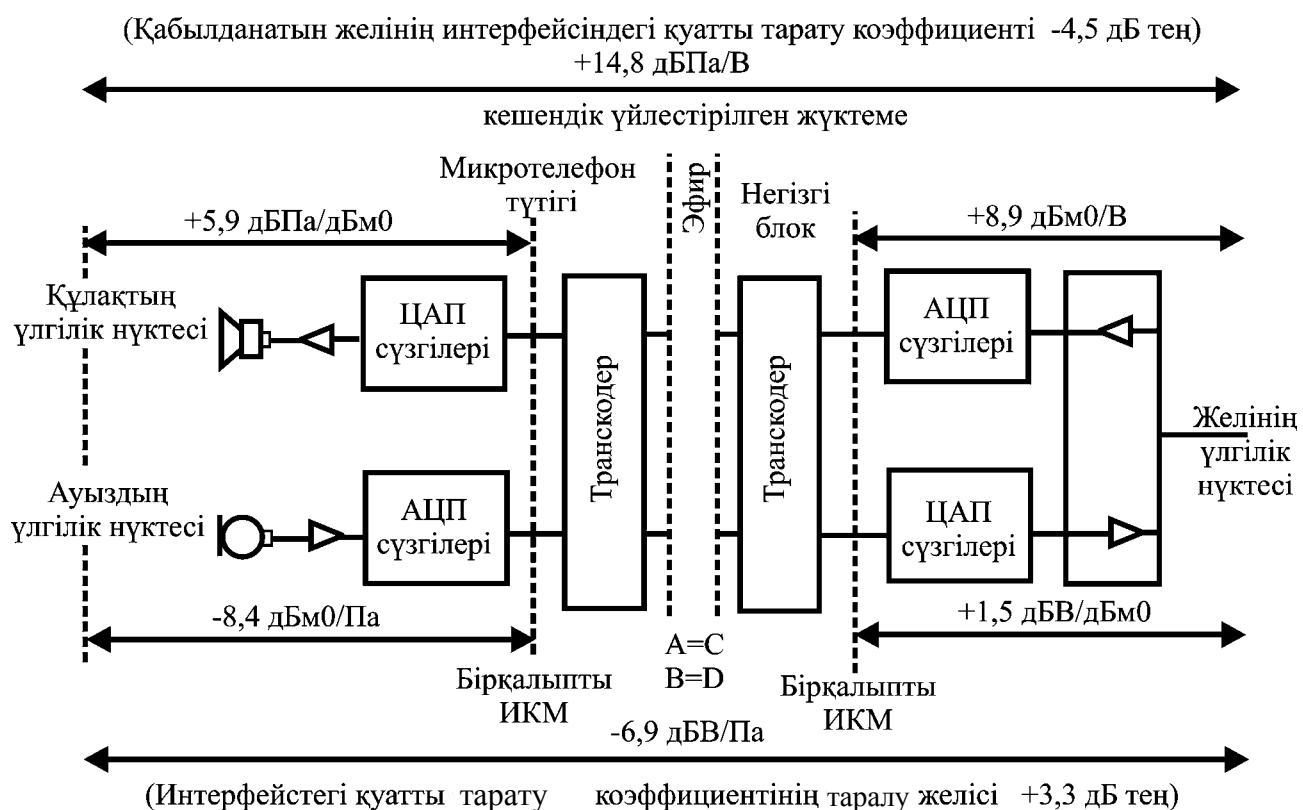 (Қабылданатын желінің интерфейсіндегі қуатты тарату коэффициенті -4,5 дБ тең)
+14,8 дБПа/В
кешендік үйлестірілген жүктеме
Микротелефон
түтігі
Эфир
Негізгі
блок
+5,9 дБПа/дБм0
+8,9 дБм0/В
Құлақтың
үлгілік нүктесі
ЦАП
сүзгілері
Транскодер
Транскодер
АЦП
сүзгілері
Желінің
үлгілік
нүктесі
Ауыздың
үлгілік нүктесі
АЦП
сүзгілері
ЦАП
сүзгілері
-8,4 дБм0/Па
+1,5 дБВ/дБм0
A=C
B=D
Бірқалыпты
ИКМ
Бірқалыпты
ИКМ
-6,9 дБВ/Па
(Интерфейстегі қуатты тарату коэффициентінің таралу желісі +3,3 дБ тең)